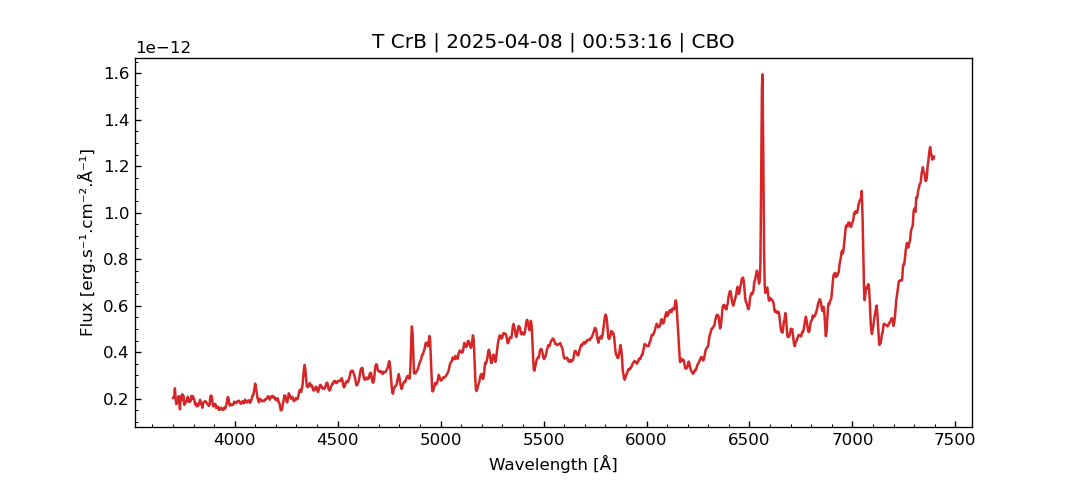 T CrB | 2025-04-08 | 00:53:16 | CBO
1e−12
1.6
1.4
1.2
1.0
0.8
0.6
0.4
0.2
Flux [erg.s⁻¹.cm⁻².Å⁻¹]
4000 4500 5000 5500 6000 6500 7000 7500
Wavelength [Å]